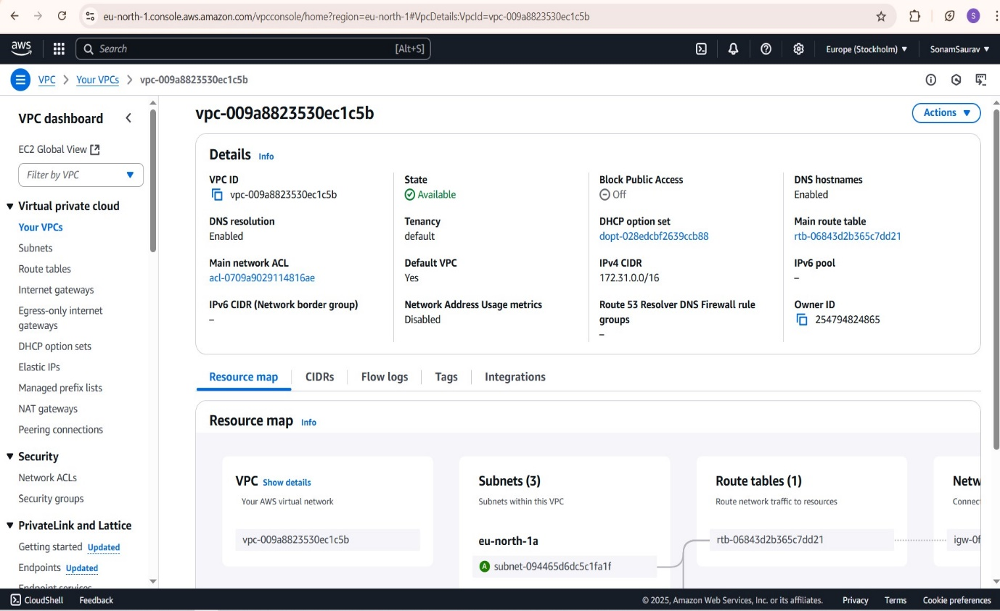 eu-north-1.console.aws.amazon.com/vpcconsole/home?region=eu-north-1#VpcDetails:VpcId=vpc-009a8823530ec1c5b
S
aws
Search
[Alt+S]
Europe (Stockholm)
SonamSaurav
VPC
Your VPCs
vpc-009a8823530ec1c5b
VPC dashboard
EC2 Global View
Filter by VPC
Virtual private cloud
Your VPCs
Subnets
Route tables
Internet gateways
Egress-only internet
gateways
DHCP option sets
Elastic IPs
Managed prefix lists
NAT gateways
Peering connections
Security
Network ACLs
Security groups
PrivateLink and Lattice
Getting started Updated
Endpoints Updated
Endpoint services
vpc-009a8823530ec1c5b
Actions
Details Info
VPC ID
vpc-009a8823530ec1c5b
State
Available
Block Public Access
Off
DNS hostnames
Enabled
DNS resolution
Enabled
Tenancy
default
DHCP option set
dopt-028edcbf2639ccb88
Main route table
rtb-06843d2b365c7dd21
Main network ACL
acl-0709a9029114816ae
Default VPC
Yes
IPv4 CIDR
172.31.0.0/16
IPv6 pool
–
IPv6 CIDR (Network border group)
–
Network Address Usage metrics
Disabled
Route 53 Resolver DNS Firewall rule
groups
–
Owner ID
254794824865
Resource map
CIDRs
Flow logs
Tags
Integrations
Resource map Info
VPC Show details
Your AWS virtual network
vpc-009a8823530ec1c5b
Subnets (3)
Subnets within this VPC
eu-north-1a
A subnet-094465d6dc5c1fa1f
Route tables (1)
Route network traffic to resources
rtb-06843d2b365c7dd21
Netw
Connec
igw-0f
CloudShell
Feedback
© 2025, Amazon Web Services, Inc. or its affiliates.
Privacy
Terms
Cookie preferences